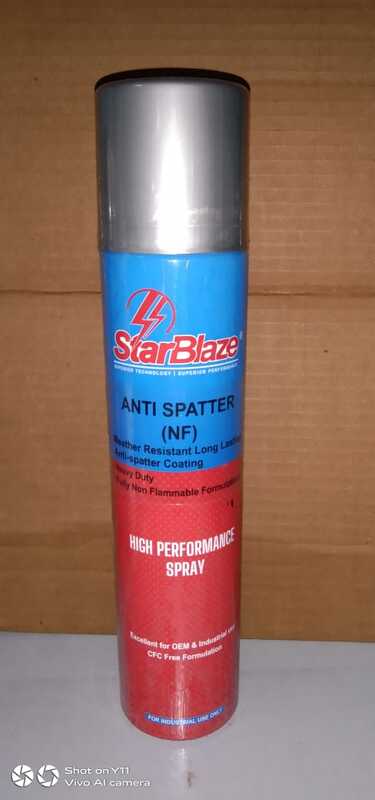 StarBlaze®
SUPERIOR TECHNOLOGY | SUPERIOR PERFORMANCE
ANTI SPATTER
(NF)
Weather Resistant Long
Anti-spatter Coating
Heavy Duty
Fully Non Flammable
HIGH PERFORMANCE
SPRAY
Excellent for OEM & Industrial use
CFC Free Formulation
FOR INDUSTRIAL USE ONLY
Shot on Y11
Vivo AI camera